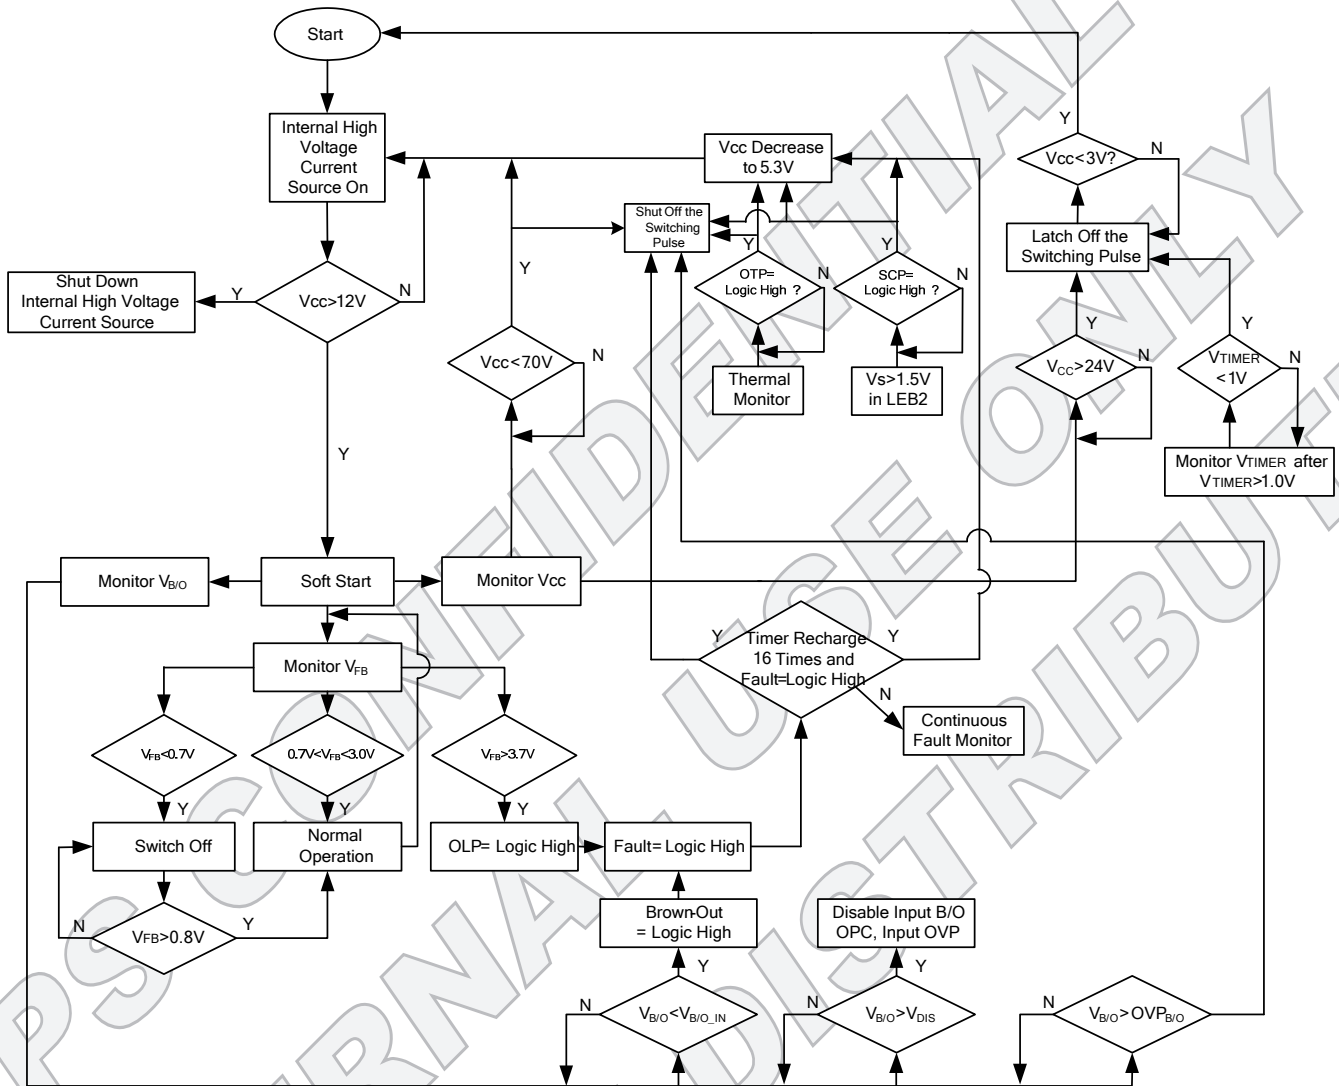 Start
Internal High
Voltage
Current
Source On
Vcc Decrease
to 5.3V
Y
Vcc<3V?
N
Shut Off the
Switching
Pulse
Y
OTP=
Logic High ?
N
Y
SCP=
Logic High ?
N
Latch Off the
Switching Pulse
Shut Down
Internal High Voltage
Current Source
Y
Vcc>12V
N
Y
Vcc<7.0V
N
Thermal
Monitor
Vs>1.5V
in LEB2
Y
VCC>24V
N
Y
VTIMER
<1V
N
Monitor VTIMER after
VTIMER>1.0V
Y
Monitor VB/O
Soft Start
Monitor Vcc
Monitor VFB
Y
Timer Recharge
16 Times and
Fault=Logic High
Y
N
Continuous
Fault Monitor
VFB<0.7V
0.7V<VFB<3.0V
VFB>3.7V
Y
Y
Y
Switch Off
Normal
Operation
OLP= Logic High
Fault= Logic High
N
VFB>0.8V
Y
Brown-Out
= Logic High
Disable Input B/O
OPC, Input OVP
Y
Y
N
VB/O<VB/O_IN
N
VB/O>VDIS
N
VB/O>OVPB/O
PS CONFIDENTIAL
RNAL USE ONLY
DISTRIBUT